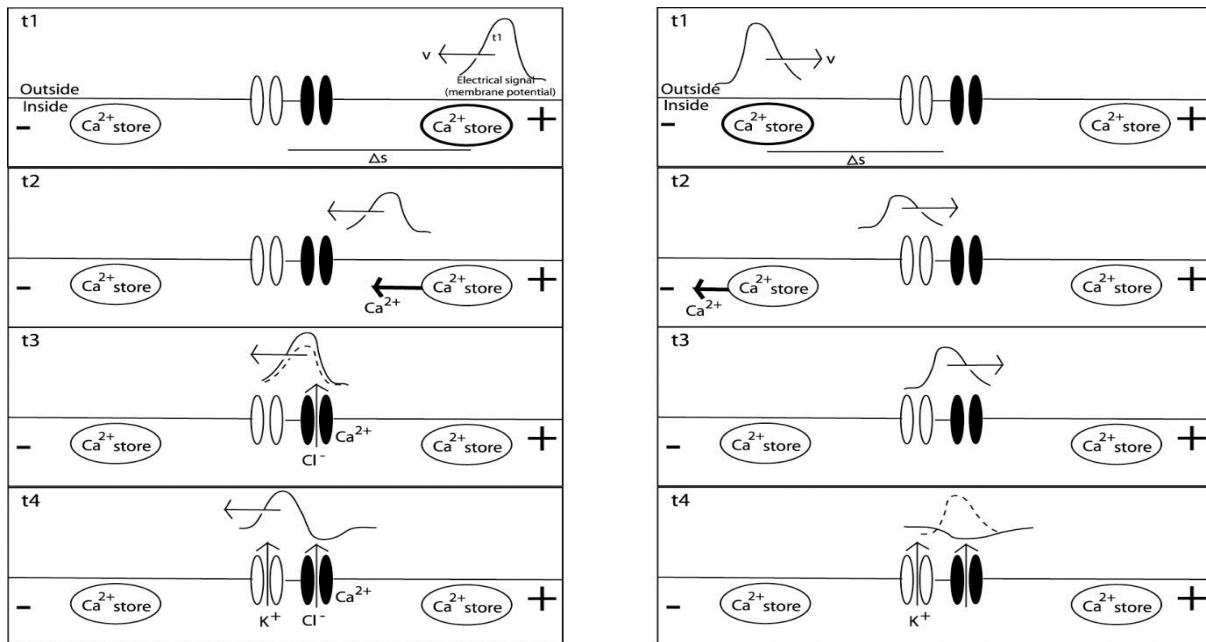 t1
v
t1
Electrical signal
(membrane potential)
Outside
Inside
-
Ca2+ store
Ca2+ store
+
Δs
t2
-
Ca2+ store
Ca2+
Ca2+ store
+
t3
-
Ca2+ store
Cl-
Ca2+
Ca2+ store
+
t4
-
Ca2+ store
K+
Cl-
Ca2+
Ca2+ store
+
t1
v
Outside
Inside
-
Ca2+ store
Ca2+ store
+
Δs
t2
-
Ca2+
Ca2+ store
Ca2+ store
+
t3
-
Ca2+ store
Ca2+ store
+
t4
-
Ca2+ store
K+
Ca2+ store
+